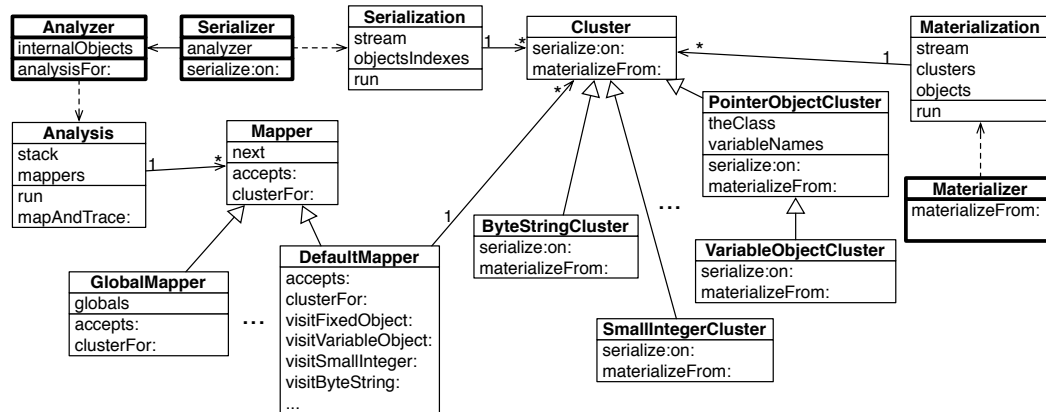 Analyzer
internalObjects
analysisFor:
Serializer
analyzer
serialize:on:
Serialization
stream
objectsIndexes
run
1
*
Cluster
serialize:on:
materializeFrom:
*
1
Materialization
stream
clusters
objects
run
Analysis
stack
mappers
run
mapAndTrace:
1
*
Mapper
next
accepts:
clusterFor:
*
1
PointerObjectCluster
theClass
variableNames
serialize:on:
materializeFrom:
Materializer
materializeFrom:
GlobalMapper
globals
accepts:
clusterFor:
...
DefaultMapper
accepts:
clusterFor:
visitFixedObject:
visitVariableObject:
visitSmallInteger:
visitByteString:
...
ByteStringCluster
serialize:on:
materializeFrom:
...
VariableObjectCluster
serialize:on:
materializeFrom:
SmallIntegerCluster
serialize:on:
materializeFrom: